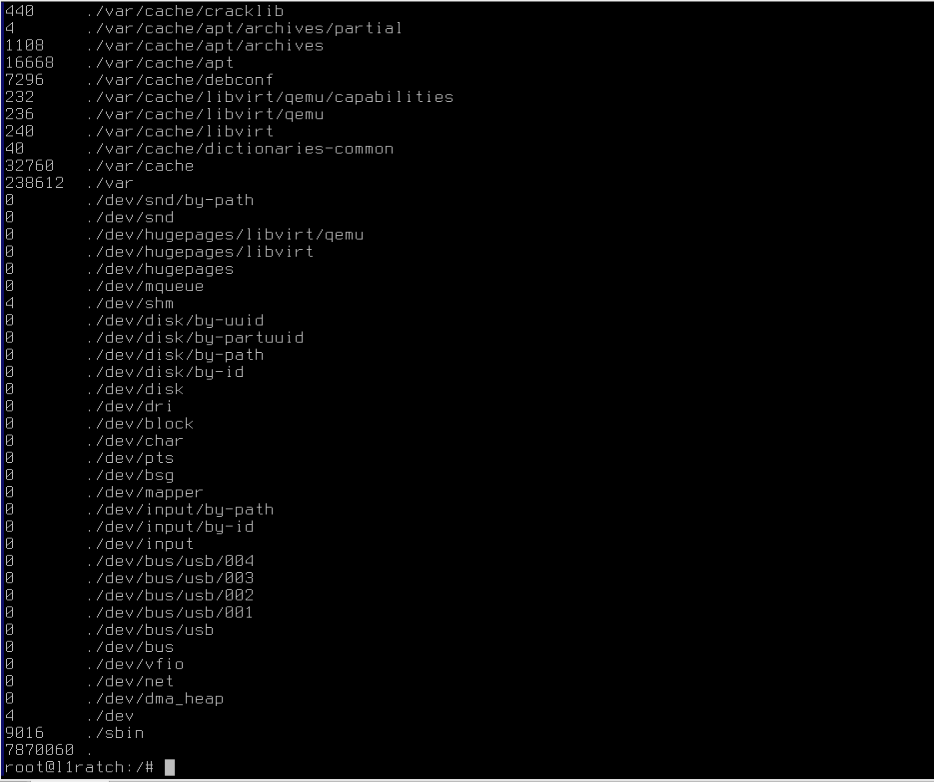 440 ./var/cache/cracklib
4 ./var/cache/apt/archives/partial
1108 ./var/cache/apt/archives
16668 ./var/cache/apt
7296 ./var/cache/debconf
232 ./var/cache/libvirt/qemu/capabilities
236 ./var/cache/libvirt/qemu
240 ./var/cache/libvirt
40 ./var/cache/dictionaries-common
32760 ./var/cache
238612 ./var
0 ./dev/snd/by-path
0 ./dev/snd
0 ./dev/hugepages/libvirt/qemu
0 ./dev/hugepages/libvirt
0 ./dev/hugepages
0 ./dev/mqueue
4 ./dev/shm
0 ./dev/disk/by-uuid
0 ./dev/disk/by-partuuid
0 ./dev/disk/by-path
0 ./dev/disk/by-id
0 ./dev/disk
0 ./dev/dri
0 ./dev/block
0 ./dev/char
0 ./dev/pts
0 ./dev/bsg
0 ./dev/mapper
0 ./dev/input/by-path
0 ./dev/input/by-id
0 ./dev/input
0 ./dev/bus/usb/004
0 ./dev/bus/usb/003
0 ./dev/bus/usb/002
0 ./dev/bus/usb/001
0 ./dev/bus/usb
0 ./dev/bus
0 ./dev/vfio
0 ./dev/net
0 ./dev/dma_heap
4 ./dev
9016 ./sbin
7870060 .
root@l1ratch:/#